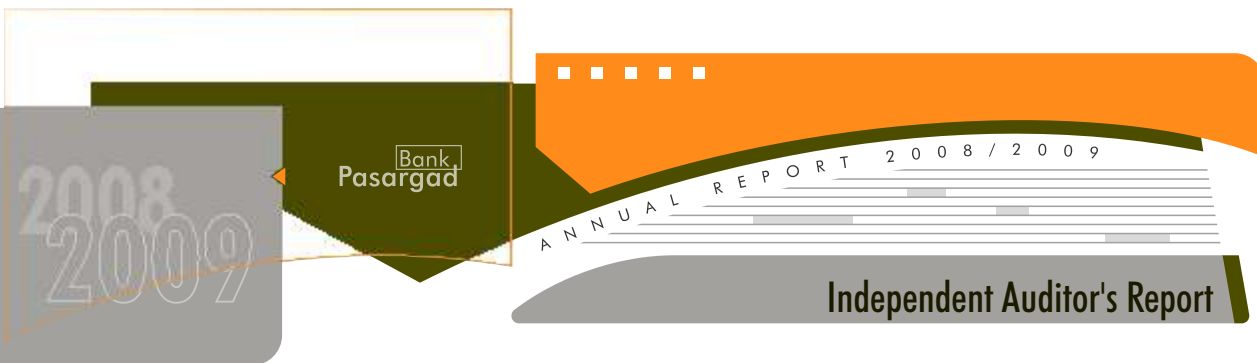 2008
2009
Bank
Pasargad
ANNUAL REPORT 2008/2009
Independent Auditor's Report